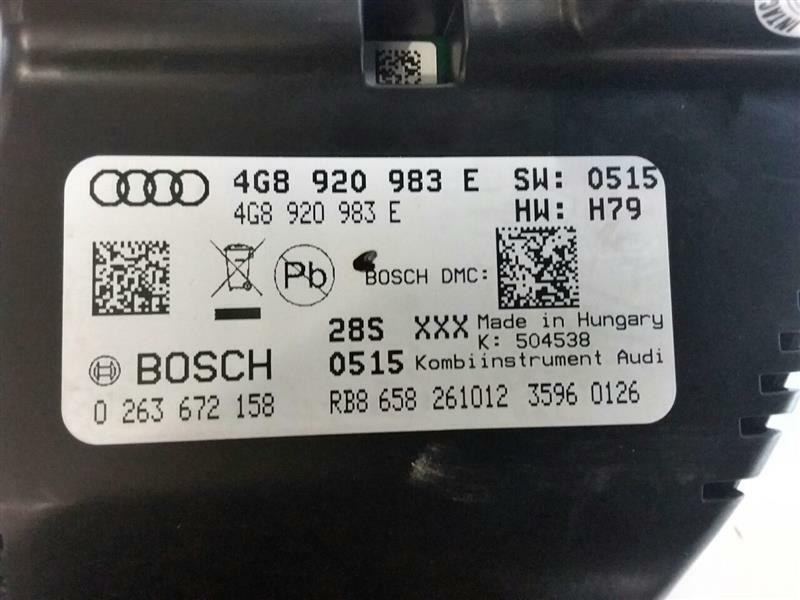 4G8 920 983 E SW: 0515
4G8 920 983 E HW: H79
Pb
BOSCH DMC:
28S XXX Made in Hungary
K: 504538
BOSCH 0515 Kombiinstrument Audi
0 263 672 158 RB8 658 261012 3596 0126